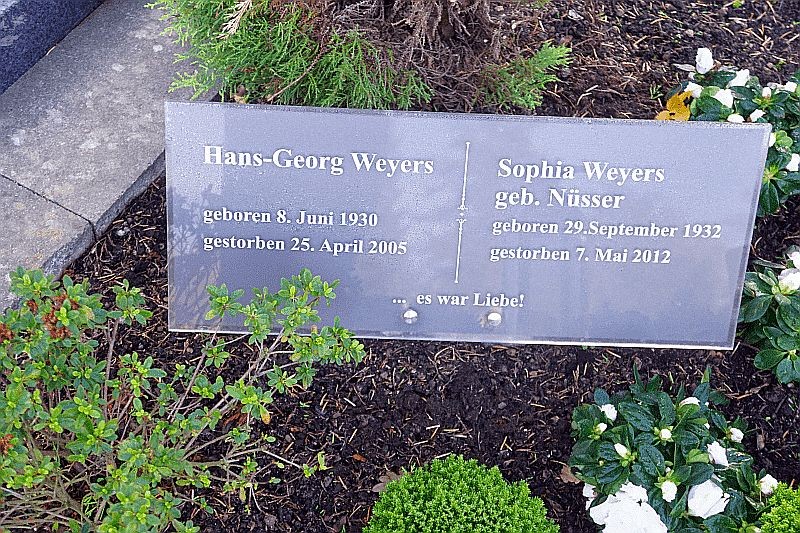 Hans-Georg Weyers
geboren 8. Juni 1930
gestorben 25. April 2005
Sophia Weyers
geb. Nüsser
geboren 29.September 1932
gestorben 7. Mai 2012
... es war Liebe!